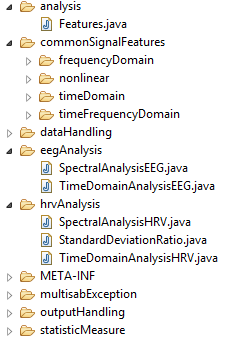 analysis
Features.java
commonSignalFeatures
frequencyDomain
nonlinear
timeDomain
timeFrequencyDomain
dataHandling
eegAnalysis
SpectralAnalysisEEG.java
TimeDomainAnalysisEEG.java
hrvAnalysis
SpectralAnalysisHRV.java
StandardDeviationRatio.java
TimeDomainAnalysisHRV.java
META-INF
multisabException
outputHandling
statisticMeasure